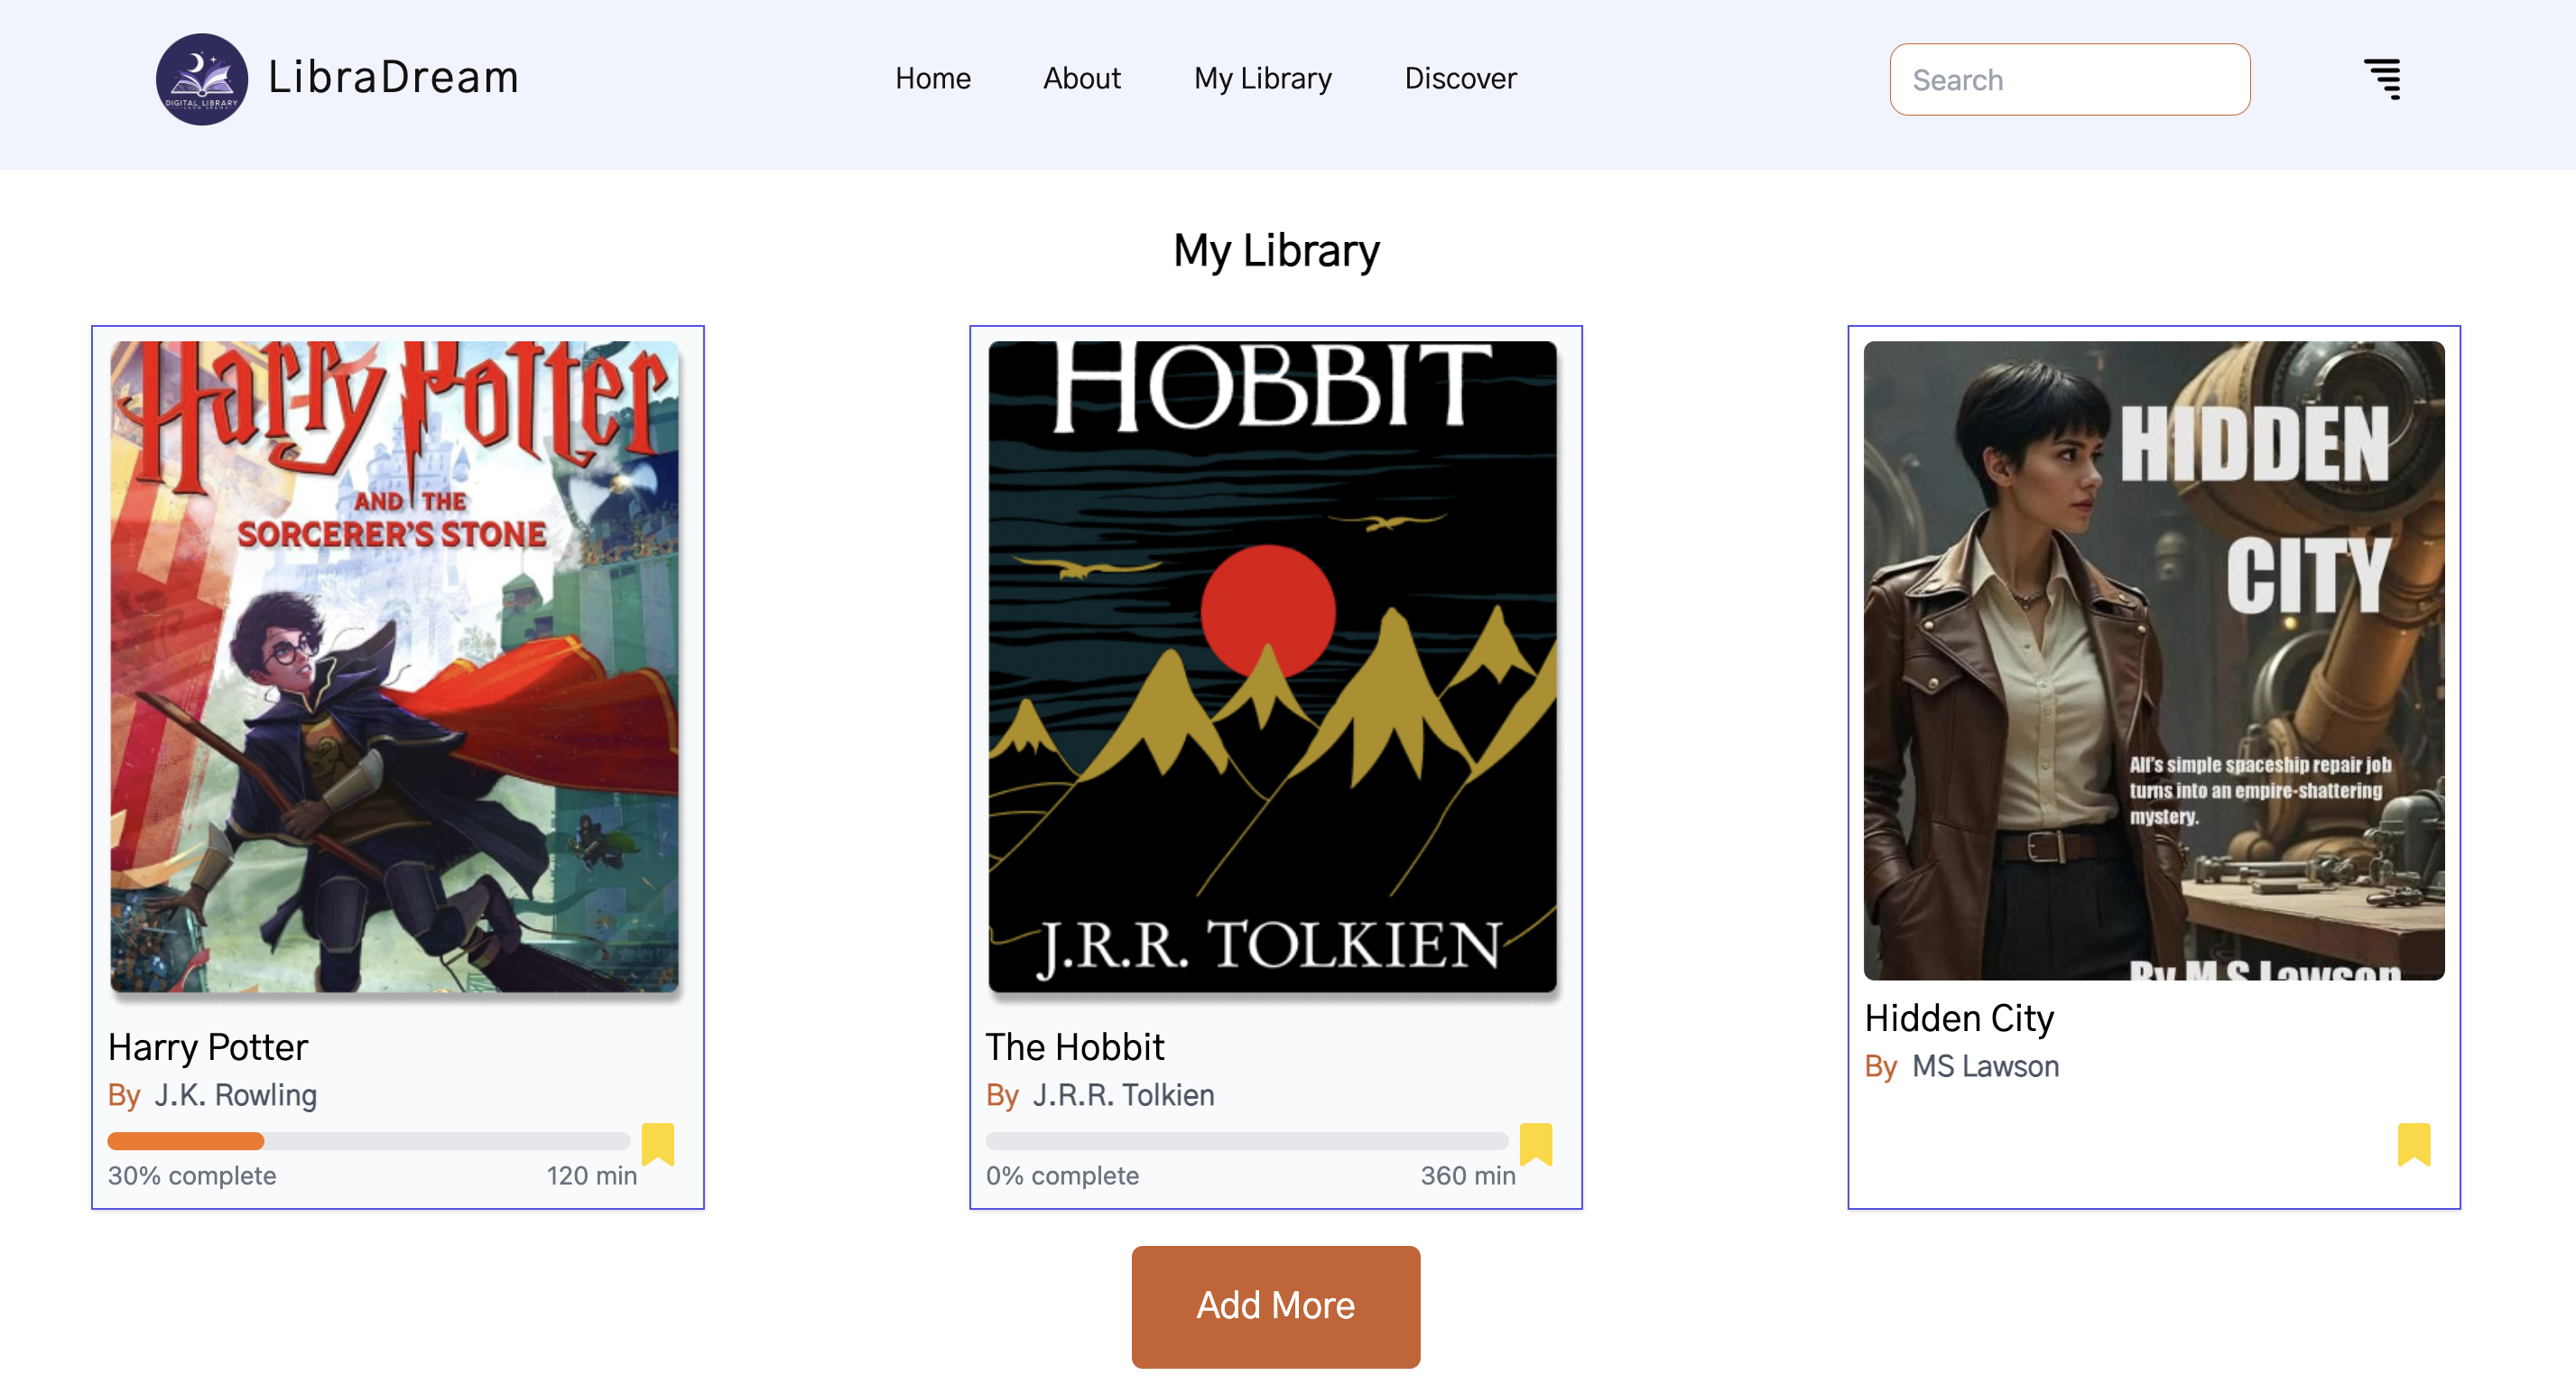 DIGITAL LIBRARY
LibraDream
Home
About
My Library
Discover
Search
My Library
Harry Potter
AND THE
SORCERER'S STONE
Harry Potter
By J.K. Rowling
30% complete
120 min
HOBBIT
J.R.R. TOLKIEN
The Hobbit
By J.R.R. Tolkien
0% complete
360 min
HIDDEN
CITY
Alf's simple spaceship repair job
turns into an empire-shattering
mystery.
By M S Lawson
Hidden City
By MS Lawson
Add More